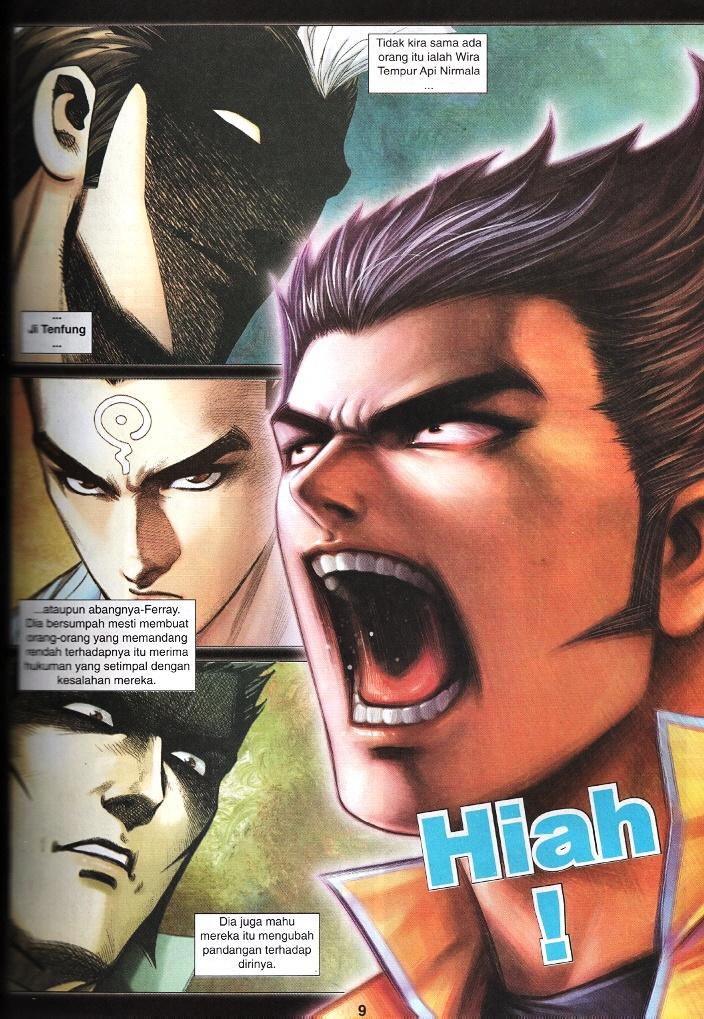 Tidak kira sama ada
orang itu ialah Wira
Tempur Api Nirmala
...
...
Ji Tenfung
...
...ataupun abangnya-Ferray.
Dia bersumpah mesti membuat
orang-orang yang memandang
rendah terhadapnya itu merima
hukuman yang setimpal dengan
kesalahan mereka.
Hiah
!
Dia juga mahu
mereka itu mengubah
pandangan terhadap
dirinya.
9